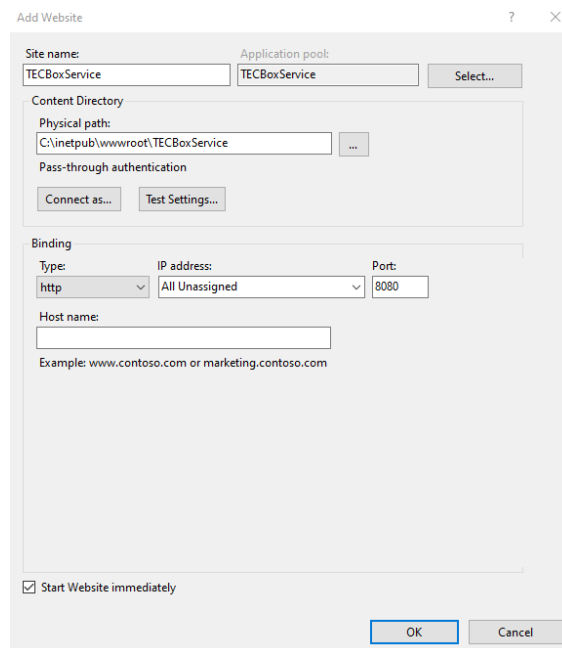 Add Website
Site name: Application pool:
TECBoxService TECBoxService Select...
Content Directory
Physical path:
C:\inetpub\wwwroot\TECBoxService ...
Pass-through authentication
Connect as... Test Settings...
Binding
Type: IP address: Port:
http All Unassigned 8080
Host name:
Example: www.contoso.com or marketing.contoso.com
Start Website immediately
OK Cancel